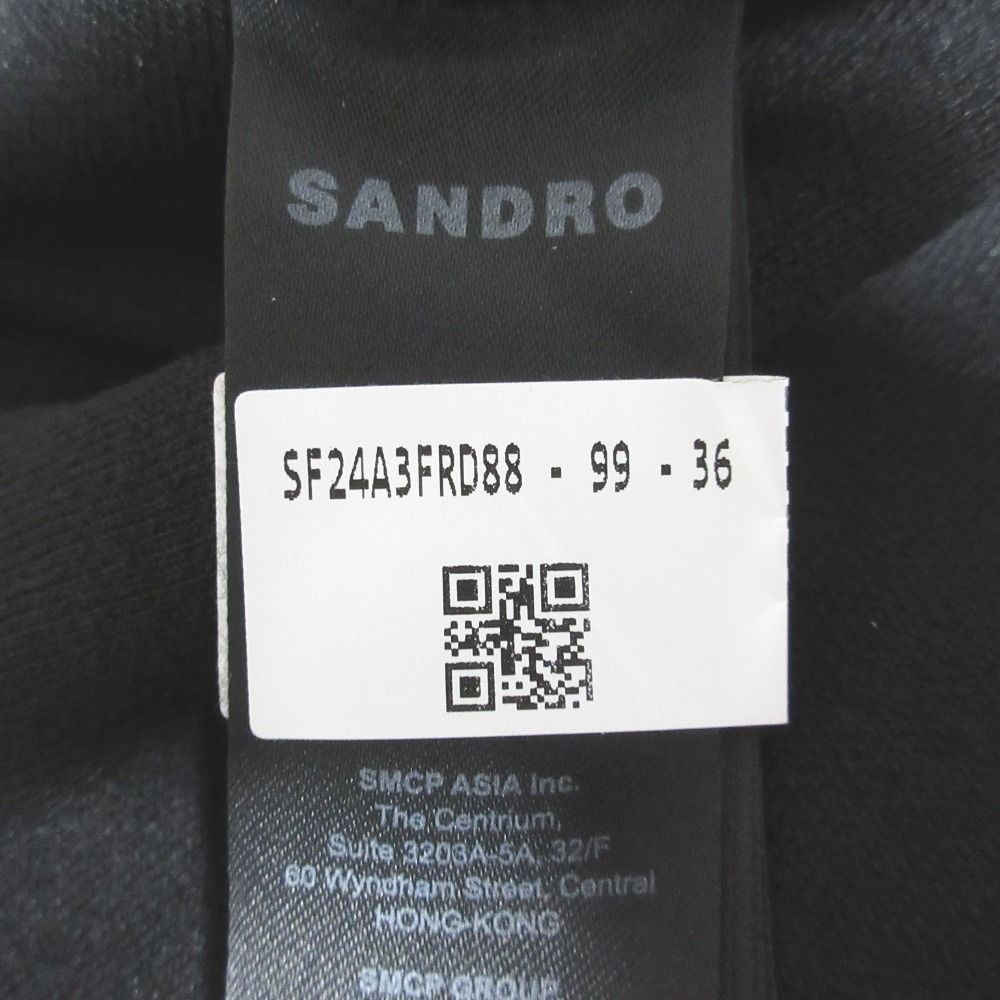 SANDRO
SF24A3FRD88 - 99 - 36
SMCP ASIA Inc.
The Centrium,
Suite 3203A-5A, 32/F
60 Wyndham Street, Central
HONG-KONG
SMCP GROUP